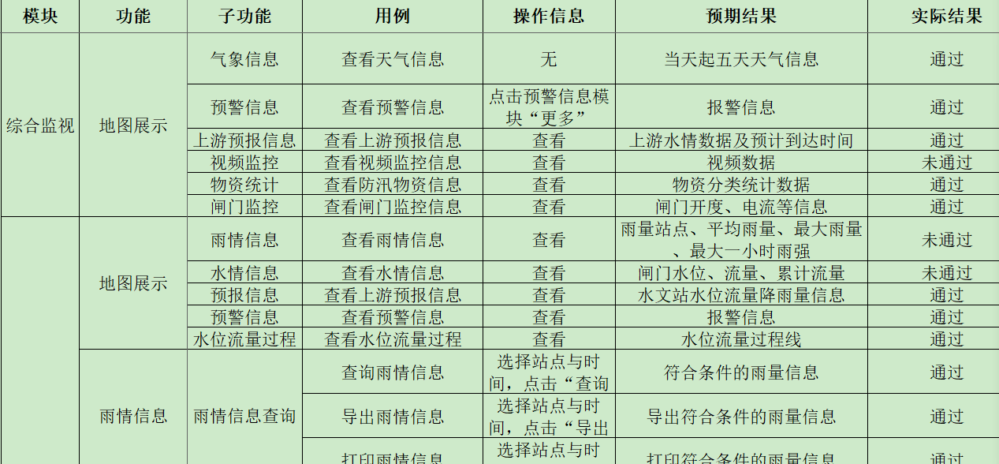 模块 功能 子功能 用例 操作信息 预期结果 实际结果
综合监视 地图展示 气象信息 查看天气信息 无 当天起五天天气信息 通过
预警信息 查看预警信息 点击预警信息模
块“更多” 报警信息 通过
上游预报信息 查看上游预报信息 查看 上游水情数据及预计到达时间 通过
视频监控 查看视频监控信息 查看 视频数据 未通过
物资统计 查看防汛物资信息 查看 物资分类统计数据 通过
闸门监控 查看闸门监控信息 查看 闸门开度、电流等信息 通过
地图展示 雨情信息 查看雨情信息 查看 雨量站点、平均雨量、最大雨量
、最大一小时雨强 未通过
水情信息 查看水情信息 查看 闸门水位、流量、累计流量 未通过
预报信息 查看上游预报信息 查看 水文站水位流量降雨量信息 通过
预警信息 查看预警信息 查看 报警信息 通过
水位流量过程 查看水位流量过程 查看 水位流量过程线 通过
雨情信息 雨情信息查询 查询雨情信息 选择站点与时
间，点击“查询 符合条件的雨量信息 通过
导出雨情信息 选择站点与时
间，点击“导出 导出符合条件的雨量信息 通过
打印雨情信息 选择站点与时 打印符合条件的雨量信息 通过